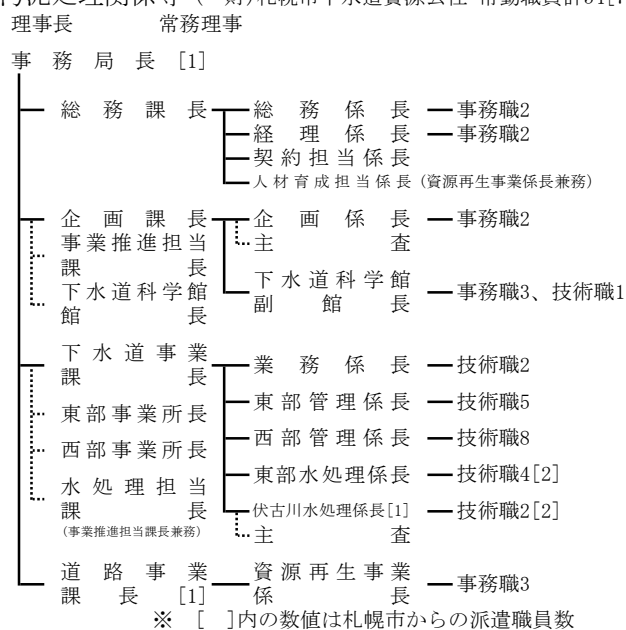 理事長 常務理事
事務局長 [1]
総務課長 総務係長 事務職2
経理係長 事務職2
契約担当係長
人材育成担当係長 (資源再生事業係長兼務)
企画課長 企画係長 事務職2
事業推進担当課長 主査
下水道科学館館長 下水道科学館副館長 事務職3、技術職1
下水道事業課長 業務係長 技術職2
東部事業所長 東部管理係長 技術職5
西部事業所長 西部管理係長 技術職8
水処理担当課長 東部水処理係長 技術職4[2]
(事業推進担当課長兼務) 伏古川水処理係長[1] 技術職2[2]
主査
道路事業課長 [1] 資源再生事業係長 事務職3
※ [ ]内の数値は札幌市からの派遣職員数